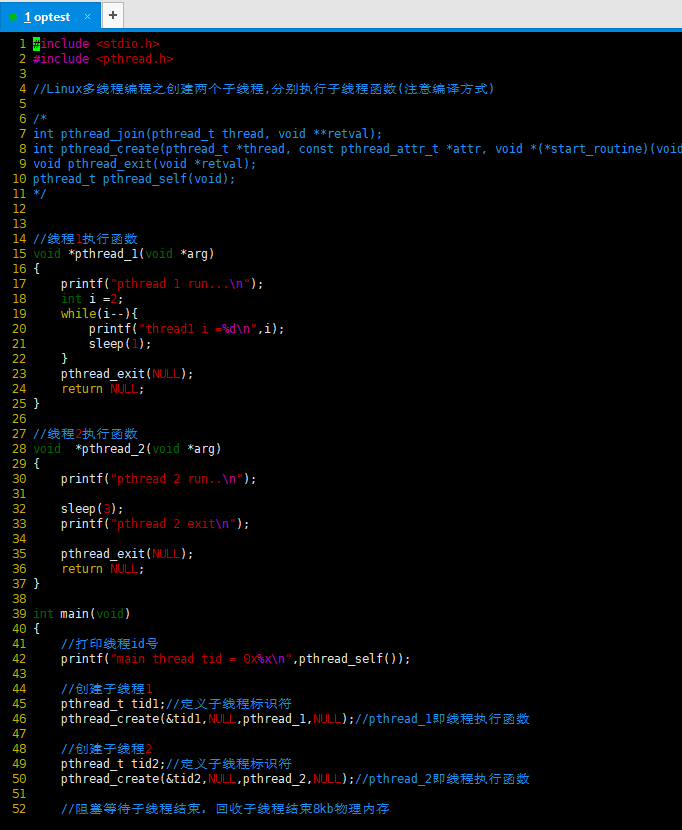 1 optest × +
1 #include <stdio.h>
2 #include <pthread.h>
3
4 //Linux多线程编程之创建两个子线程,分别执行子线程函数(注意编译方式)
5
6 /*
7 int pthread_join(pthread_t thread, void **retval);
8 int pthread_create(pthread_t *thread, const pthread_attr_t *attr, void *(*start_routine)(void
9 void pthread_exit(void *retval);
10 pthread_t pthread_self(void);
11 */
12
13
14 //线程1执行函数
15 void *pthread_1(void *arg)
16 {
17     printf("pthread 1 run...\n");
18     int i =2;
19     while(i--){
20         printf("thread1 i =%d\n",i);
21         sleep(1);
22     }
23     pthread_exit(NULL);
24     return NULL;
25 }
26
27 //线程2执行函数
28 void  *pthread_2(void *arg)
29 {
30     printf("pthread 2 run..\n");
31
32     sleep(3);
33     printf("pthread 2 exit\n");
34
35     pthread_exit(NULL);
36     return NULL;
37 }
38
39 int main(void)
40 {
41     //打印线程id号
42     printf("main thread tid = 0x%x\n",pthread_self());
43
44     //创建子线程1
45     pthread_t tid1;//定义子线程标识符
46     pthread_create(&tid1,NULL,pthread_1,NULL);//pthread_1即线程执行函数
47
48     //创建子线程2
49     pthread_t tid2;//定义子线程标识符
50     pthread_create(&tid2,NULL,pthread_2,NULL);//pthread_2即线程执行函数
51
52     //阻塞等待子线程结束，回收子线程结束8kb物理内存